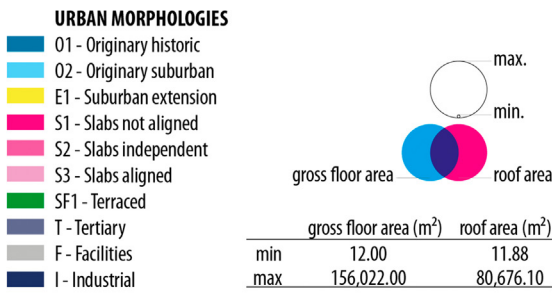 URBAN MORPHOLOGIES
O1 - Originary historic
O2 - Originary suburban
E1 - Suburban extension
S1 - Slabs not aligned
S2 - Slabs independent
S3 - Slabs aligned
SF1 - Terraced
T - Tertiary
F - Facilities
I - Industrial
max.
min.
gross floor area roof area
gross floor area (m²) roof area (m²)
min 12.00 11.88
max 156,022.00 80,676.10